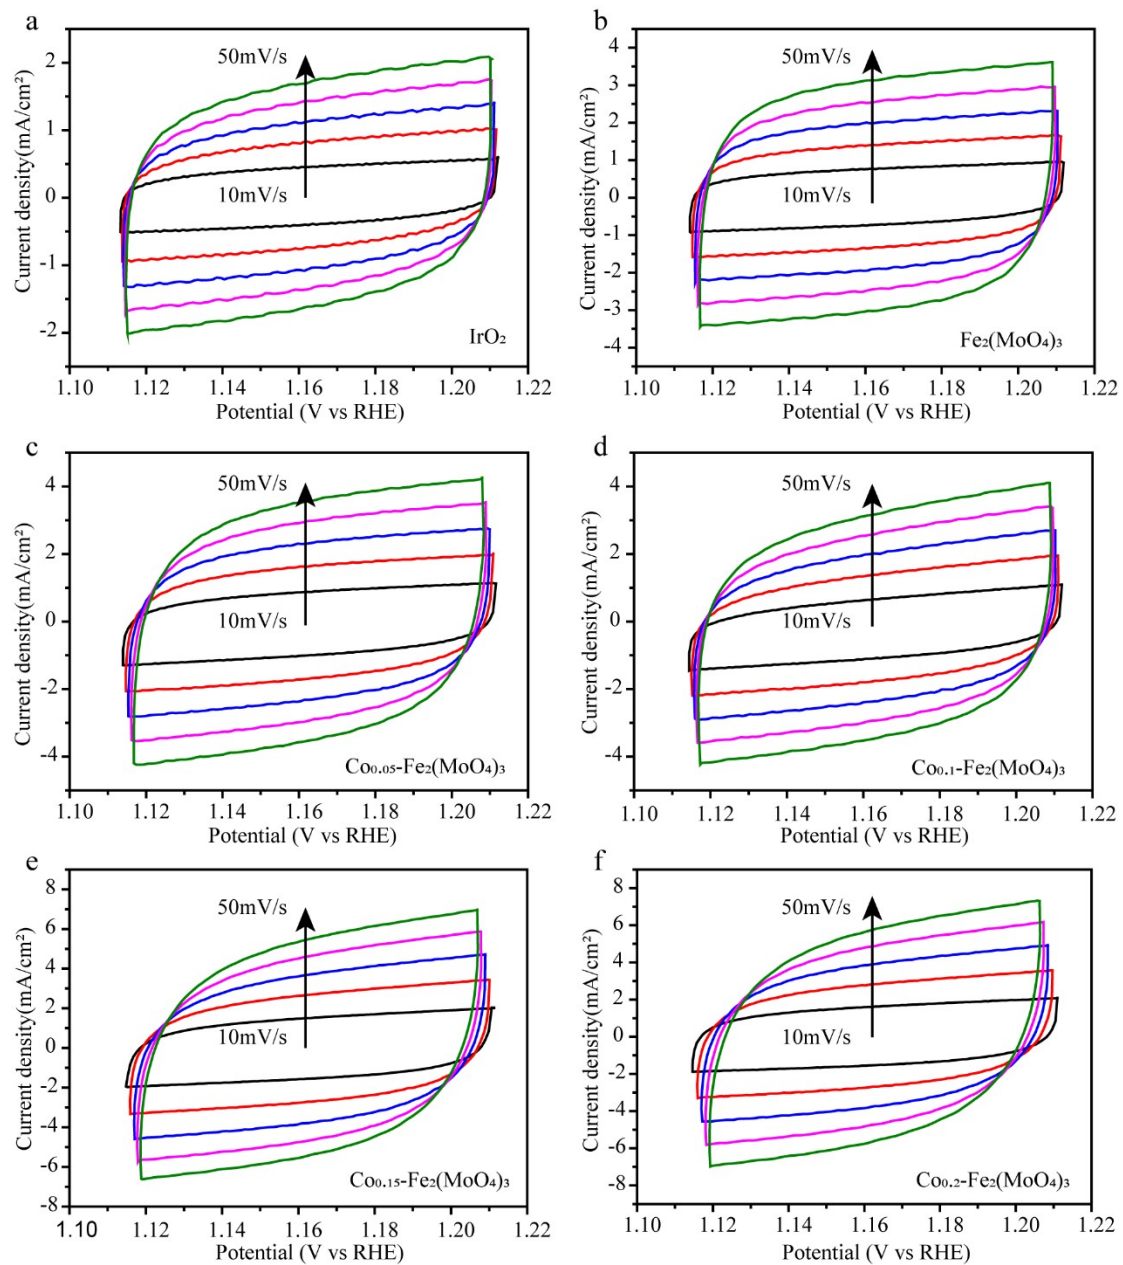 a
50mV/s
10mV/s
2
1
0
-1
-2
Current density(mA/cm²)
IrO₂
1.10 1.12 1.14 1.16 1.18 1.20 1.22
Potential (V vs RHE)
b
50mV/s
10mV/s
4
3
2
1
0
-1
-2
-3
-4
Current density(mA/cm²)
Fe₂(MoO₄)₃
1.10 1.12 1.14 1.16 1.18 1.20 1.22
Potential (V vs RHE)
c
50mV/s
10mV/s
4
2
0
-2
-4
Current density(mA/cm²)
Co₀.₀₅-Fe₂(MoO₄)₃
1.10 1.12 1.14 1.16 1.18 1.20 1.22
Potential (V vs RHE)
d
50mV/s
10mV/s
4
2
0
-2
-4
Current density(mA/cm²)
Co₀.₁-Fe₂(MoO₄)₃
1.10 1.12 1.14 1.16 1.18 1.20 1.22
Potential (V vs RHE)
e
50mV/s
10mV/s
8
6
4
2
0
-2
-4
-6
-8
Current density(mA/cm²)
Co₀.₁₅-Fe₂(MoO₄)₃
1.10 1.12 1.14 1.16 1.18 1.20 1.22
Potential (V vs RHE)
f
50mV/s
10mV/s
8
6
4
2
0
-2
-4
-6
-8
Current density(mA/cm²)
Co₀.₂-Fe₂(MoO₄)₃
1.10 1.12 1.14 1.16 1.18 1.20 1.22
Potential (V vs RHE)